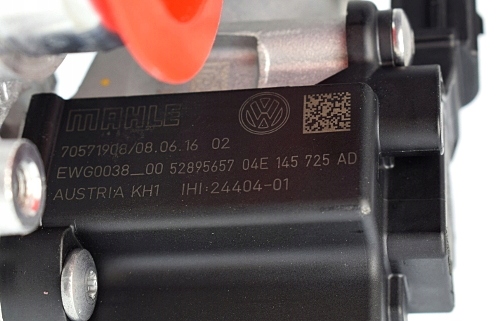 MAHLE
70571908/08.06.16 02
EWG0038_00 52895657 04E 145 725 AD
AUSTRIA KH1 IHI:24404-01